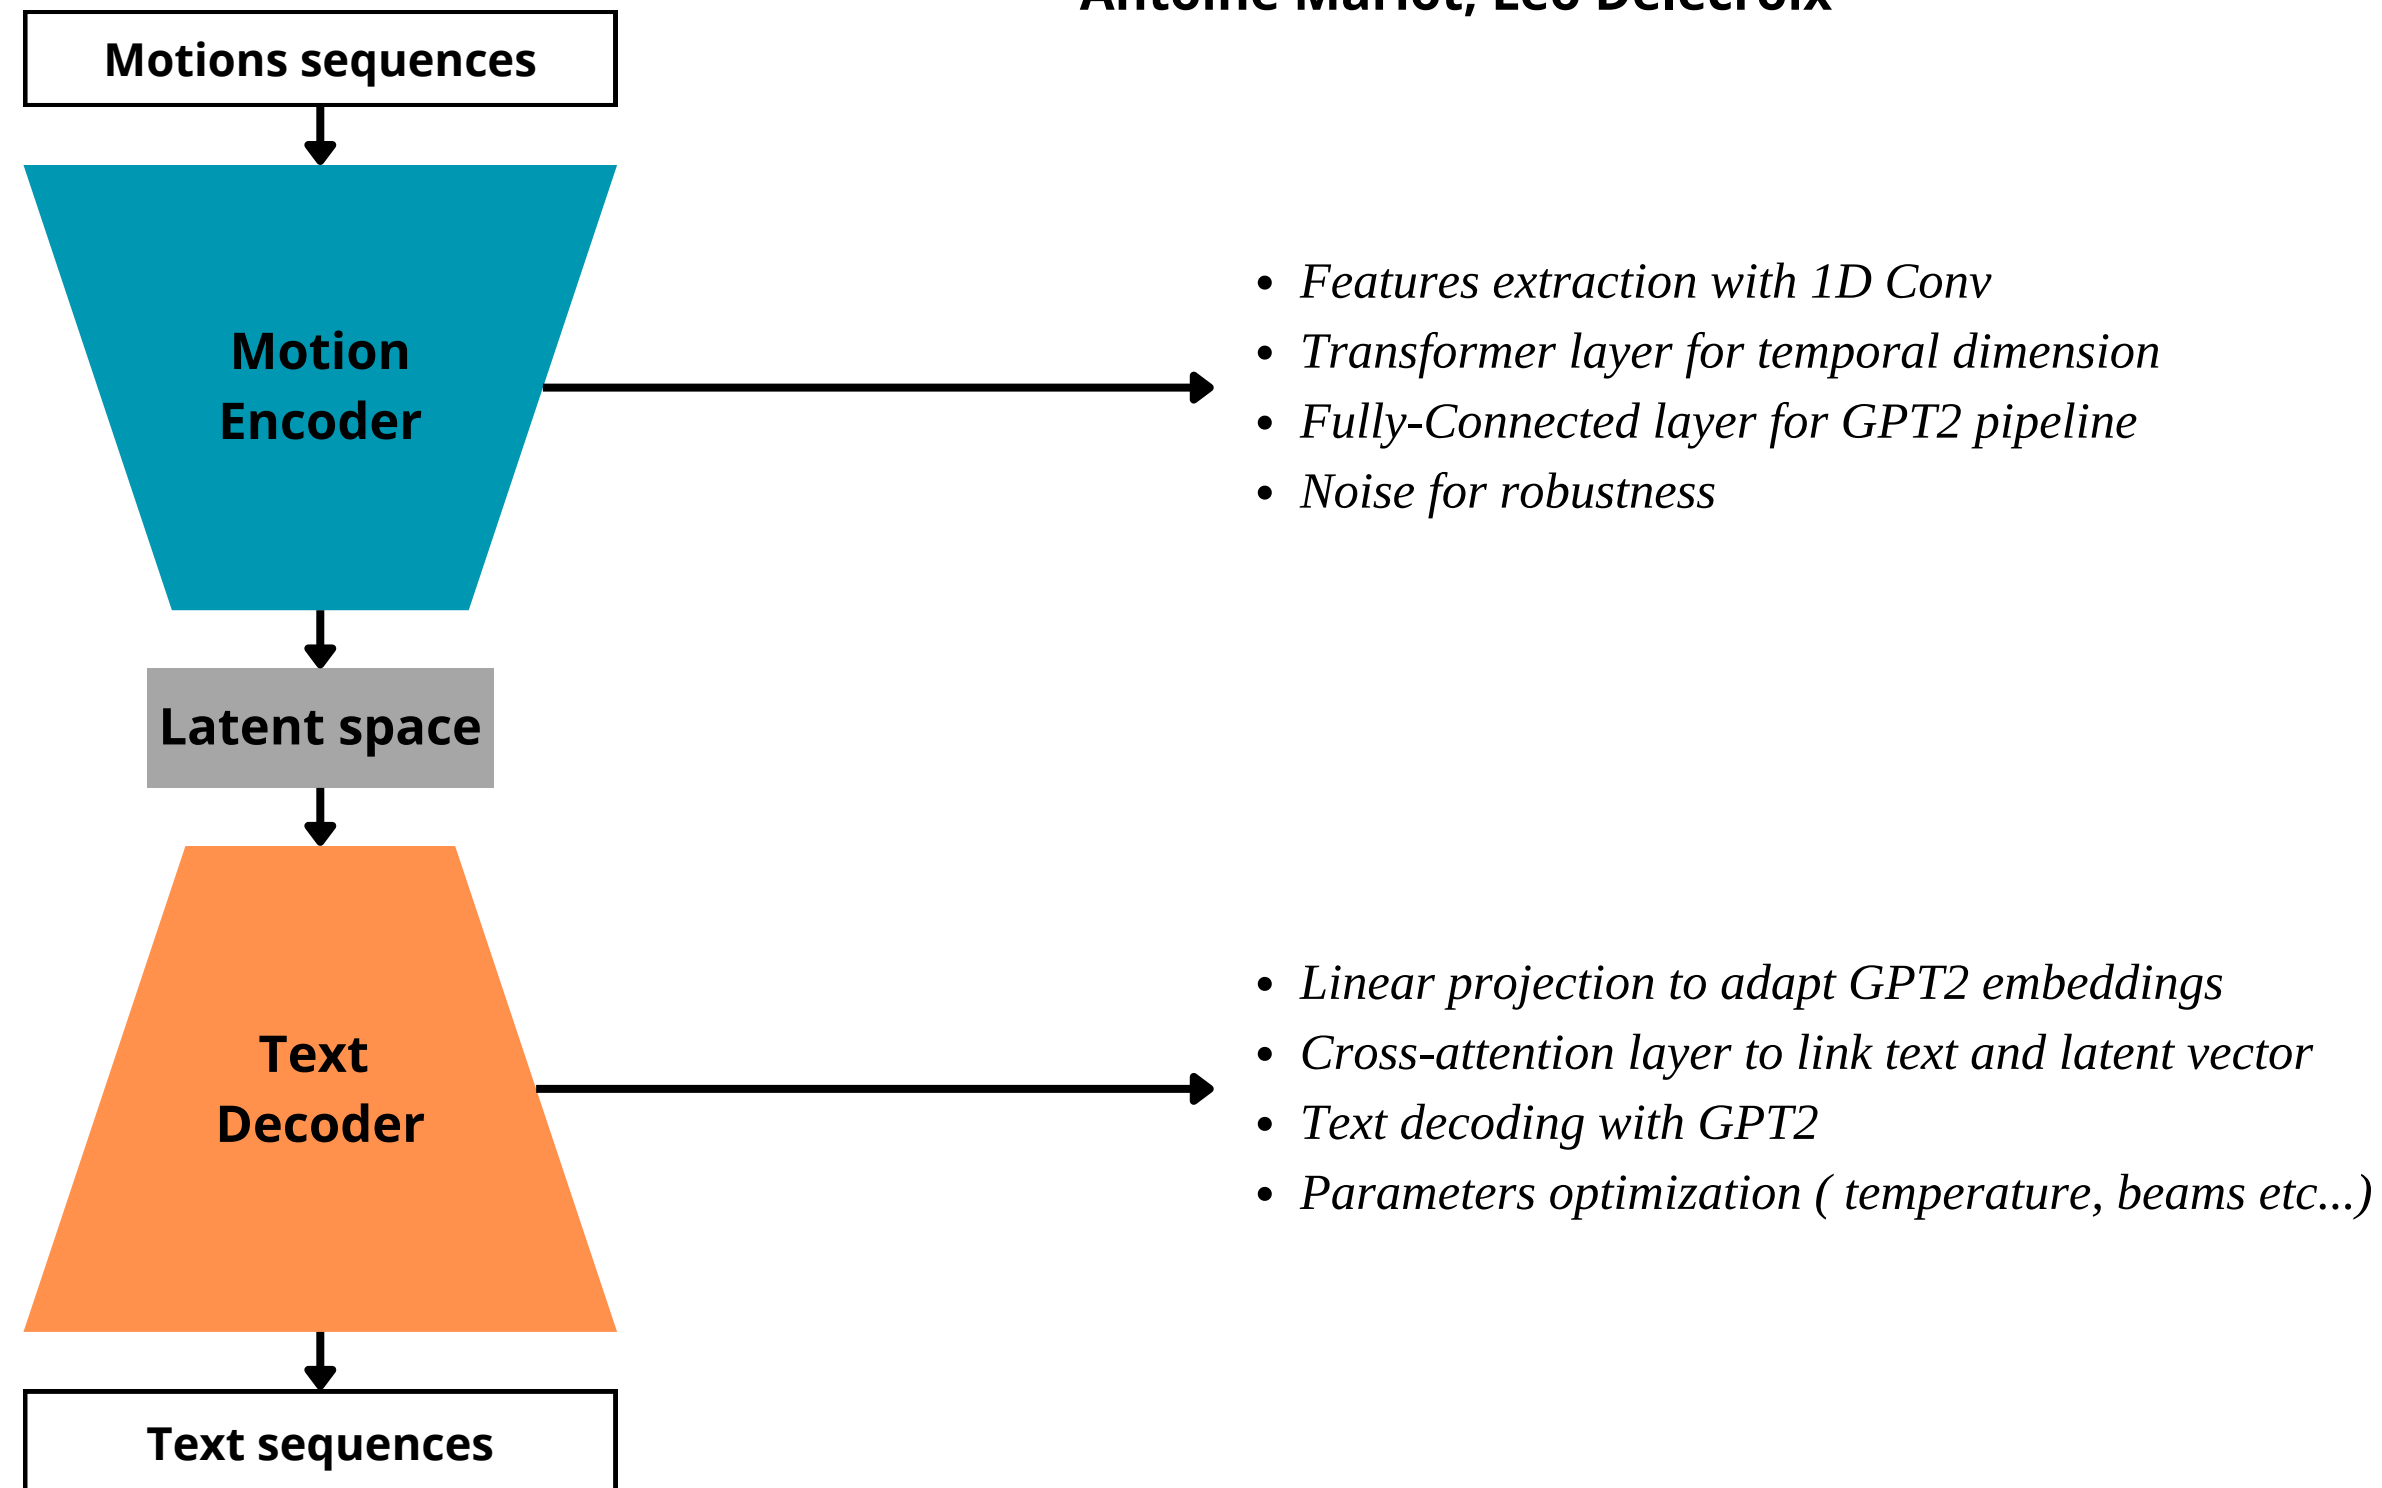 Antoine Delecroix
Motions sequences
Motion
Encoder
• Features extraction with 1D Conv
• Transformer layer for temporal dimension
• Fully-Connected layer for GPT2 pipeline
• Noise for robustness
Latent space
Text
Decoder
• Linear projection to adapt GPT2 embeddings
• Cross-attention layer to link text and latent vector
• Text decoding with GPT2
• Parameters optimization ( temperature, beams etc...)
Text sequences